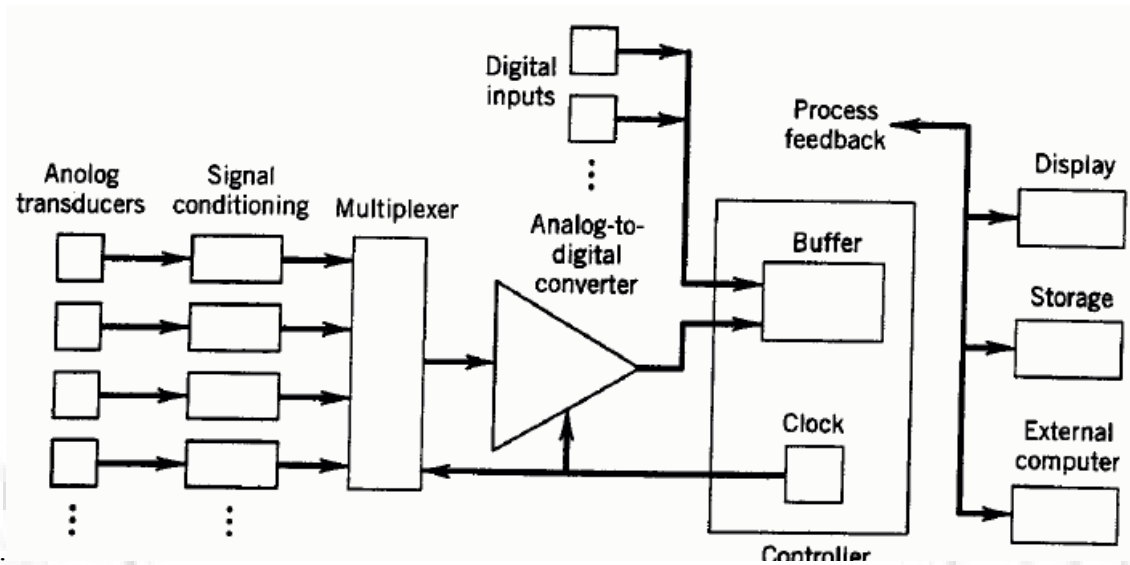 Digital
inputs
Process
feedback
Display
Anolog
transducers
Signal
conditioning
Multiplexer
Analog-to-
digital
converter
Buffer
Storage
Clock
External
computer
Controller